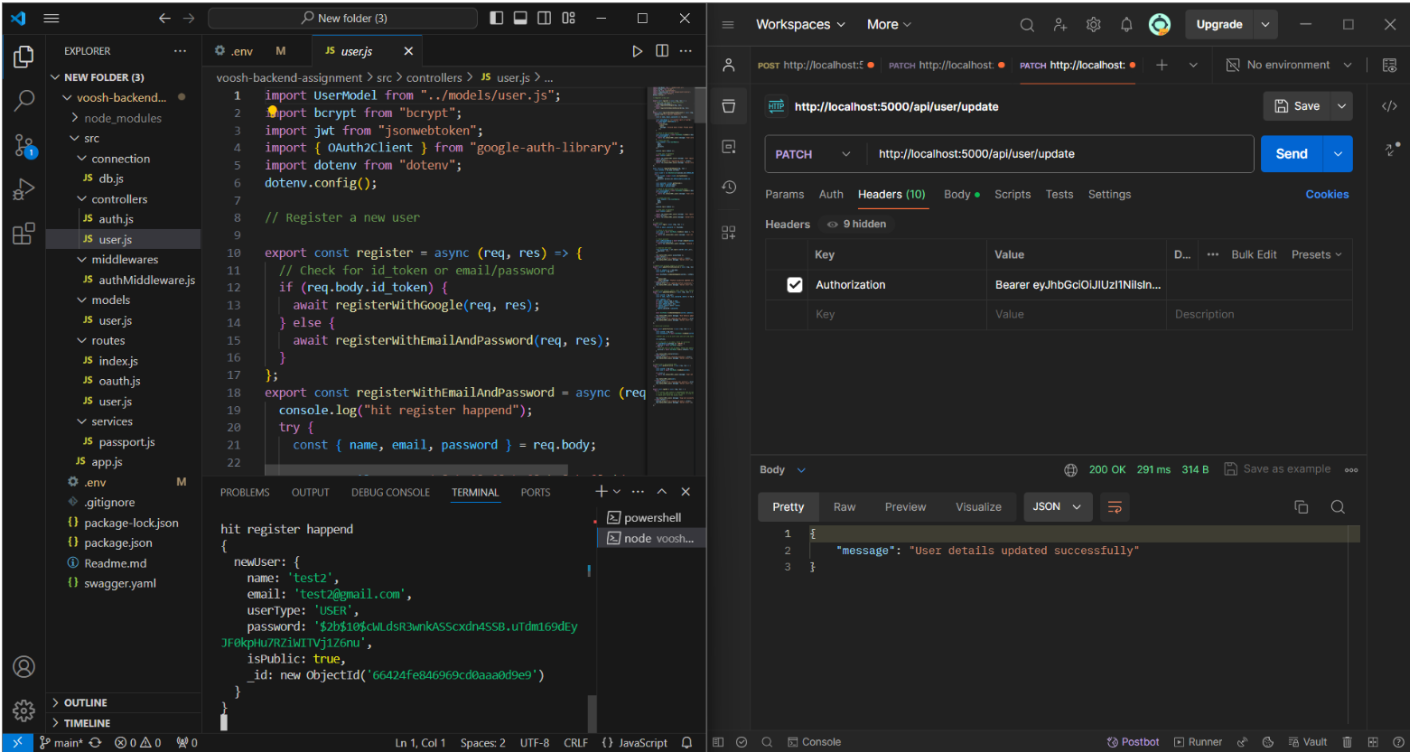 New folder (3)
EXPLORER
NEW FOLDER (3)
voosh-backend...
node_modules
src
connection
JS db.js
controllers
JS auth.js
JS user.js
middlewares
JS authMiddleware.js
models
JS user.js
routes
JS index.js
JS oauth.js
JS user.js
services
JS passport.js
JS app.js
.env M
.gitignore
{} package-lock.json
{} package.json
Readme.md
{} swagger.yaml
OUTLINE
TIMELINE
.env M
JS user.js
voosh-backend-assignment > src > controllers > JS user.js > ...
1 import UserModel from "../models/user.js";
2 import bcrypt from "bcrypt";
3 import jwt from "jsonwebtoken";
4 import { OAuth2Client } from "google-auth-library";
5 import dotenv from "dotenv";
6 dotenv.config();
7
8 // Register a new user
9
10 export const register = async (req, res) => {
11 // Check for id_token or email/password
12 if (req.body.id_token) {
13 await registerWithGoogle(req, res);
14 } else {
15 await registerWithEmailAndPassword(req, res);
16 }
17 };
18 export const registerWithEmailAndPassword = async (req
19 console.log("hit register happend");
20 try {
21 const { name, email, password } = req.body;
22
PROBLEMS OUTPUT DEBUG CONSOLE TERMINAL PORTS
powershell
node voosh...
hit register happend
{
newUser: {
name: 'test2',
email: 'test2@gmail.com',
userType: 'USER',
password: '$2b$10$cWLdsR3wnkASScxdn4SSB.uTdm169dEy
JF0kpHu7RZiWITVj1Z6nu',
isPublic: true,
_id: new ObjectId('66424fe846969cd0aaa0d9e9')
}
}
main* 0 0 0 Ln 1, Col 1 Spaces: 2 UTF-8 CRLF {} JavaScript
Workspaces More Upgrade
POST http://localhost:5 PATCH http://localhost: PATCH http://localhost: No environment
HTTP http://localhost:5000/api/user/update Save
PATCH http://localhost:5000/api/user/update Send
Params Auth Headers (10) Body Scripts Tests Settings Cookies
Headers 9 hidden
Key Value D... Bulk Edit Presets
Authorization Bearer eyJhbGciOiJIUzI1NiIsIn...
Key Value Description
Body 200 OK 291 ms 314 B Save as example
Pretty Raw Preview Visualize JSON
1 {
2 "message": "User details updated successfully"
3 }
Console Postbot Runner Vault